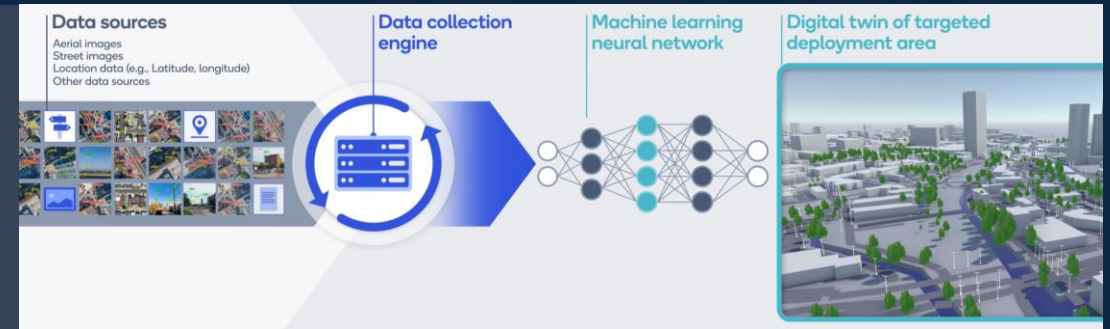 Data sources
Aerial images
Street images
Location data (e.g., Latitude, longitude)
Other data sources
Data collection
engine
Machine learning
neural network
Digital twin of targeted
deployment area